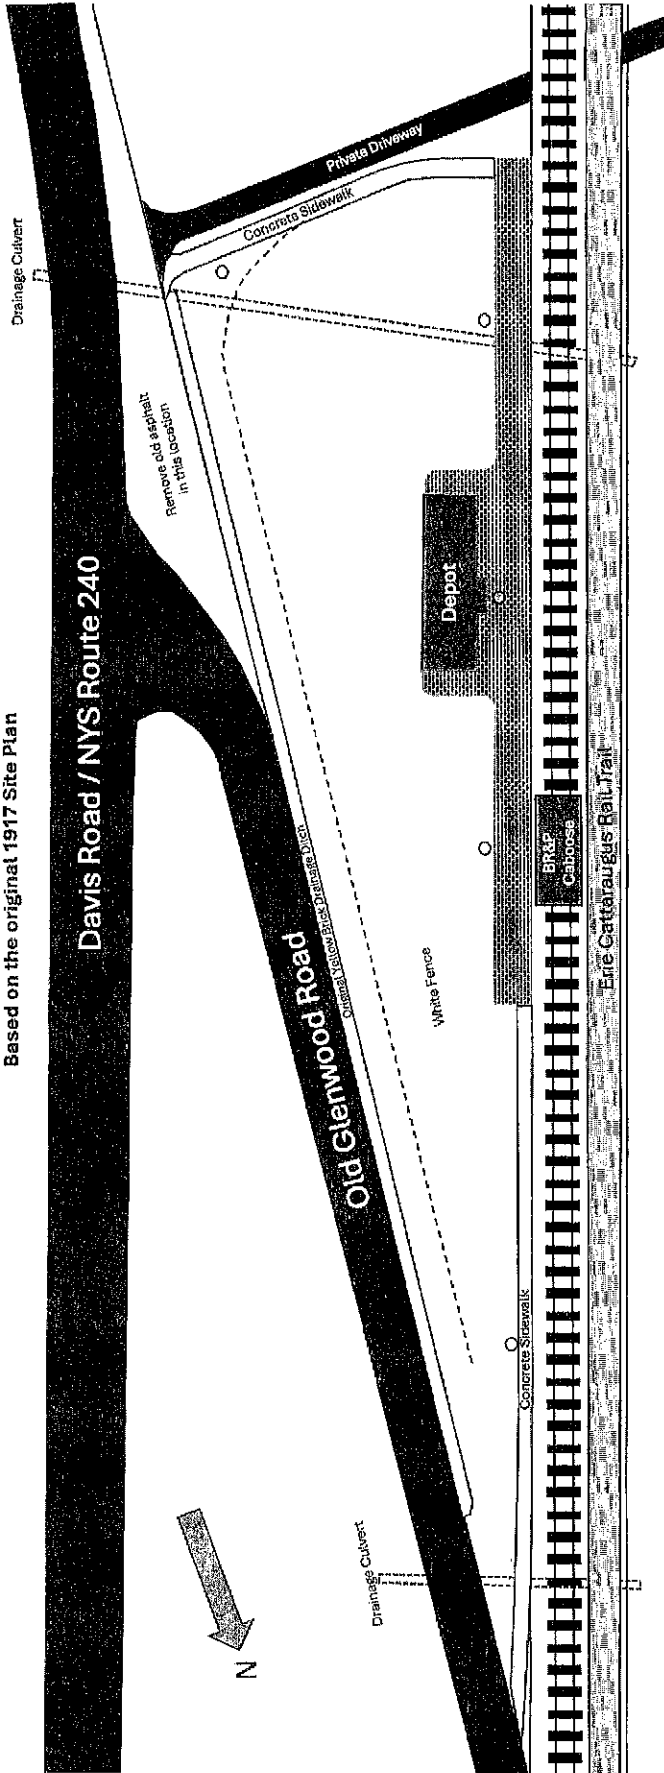 Based on the original 1917 Site Plan
Drainage Culvert
Davis Road / NYS Route 240
Remove old asphalt
in this location
Private Driveway
Concrete Sidewalk
Depot
Old Glenwood Road
Original Yellow Brick Drainage Ditch
White Fence
BR&P
Caboose
Erie Cattaraugus Rail Trail
Concrete Sidewalk
Drainage Culvert
N